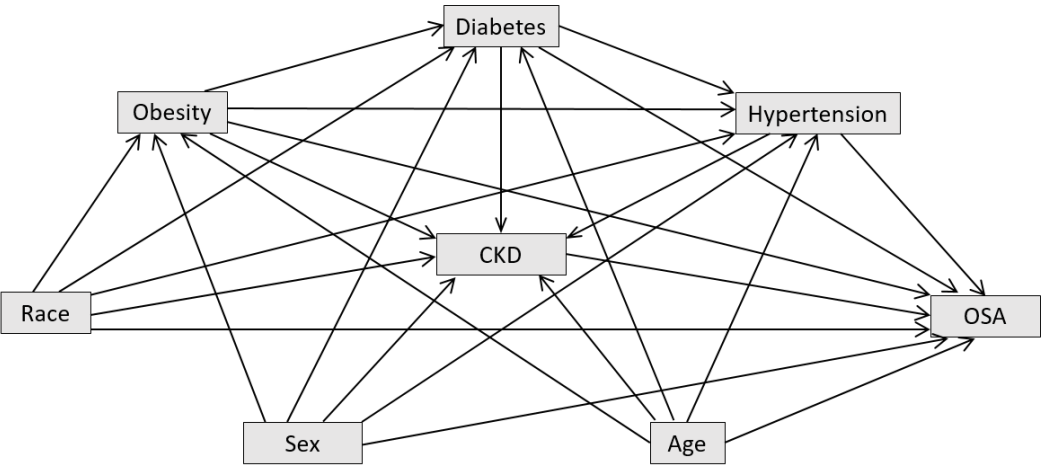 Diabetes
Obesity
Hypertension
CKD
Race
OSA
Sex
Age